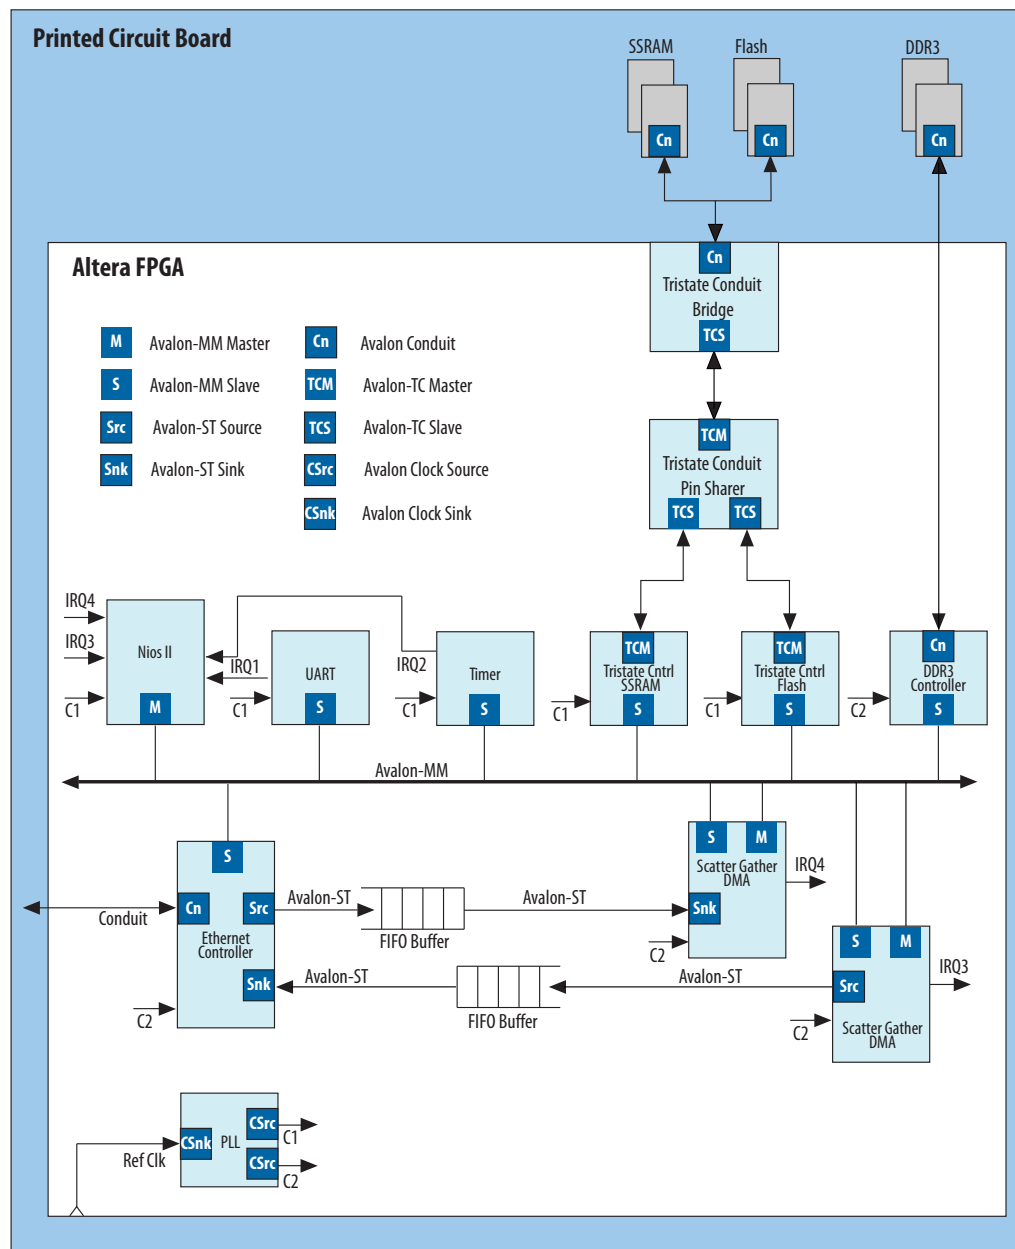 Printed Circuit Board
SSRAM
Flash
DDR3
Cn
Cn
Cn
Altera FPGA
Cn
Tristate Conduit
Bridge
TCS
M
Avalon-MM Master
Cn
Avalon Conduit
S
Avalon-MM Slave
TCM
Avalon-TC Master
Src
Avalon-ST Source
TCS
Avalon-TC Slave
Snk
Avalon-ST Sink
CSrc
Avalon Clock Source
CSnk
Avalon Clock Sink
TCM
Tristate Conduit
Pin Sharer
TCS
TCS
IRQ4
IRQ3
C1
Nios II
M
IRQ1
C1
UART
S
IRQ2
C1
Timer
S
C1
TCM
Tristate Cntrl
SSRAM
S
C1
TCM
Tristate Cntrl
Flash
S
C2
Cn
DDR3
Controller
S
Avalon-MM
S
Conduit
Cn
Src
Ethernet
Controller
Snk
C2
Avalon-ST
FIFO Buffer
Avalon-ST
S
M
Scatter Gather
DMA
Snk
C2
IRQ4
Avalon-ST
FIFO Buffer
Avalon-ST
S
M
Src
Scatter Gather
DMA
C2
IRQ3
Ref Clk
CSnk
PLL
CSrc
C1
CSrc
C2